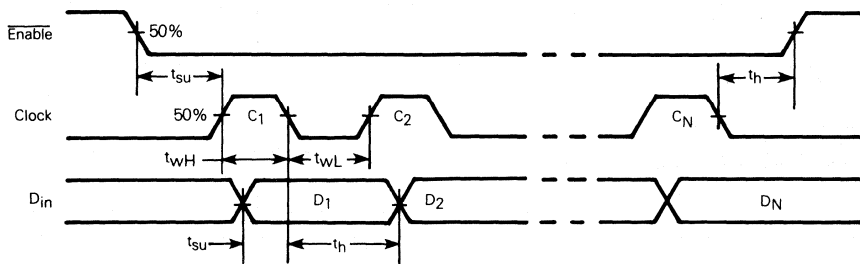 Enable
50%
tsu
th
Clock
50%
C1
C2
CN
twH
twL
Din
D1
D2
DN
tsu
th